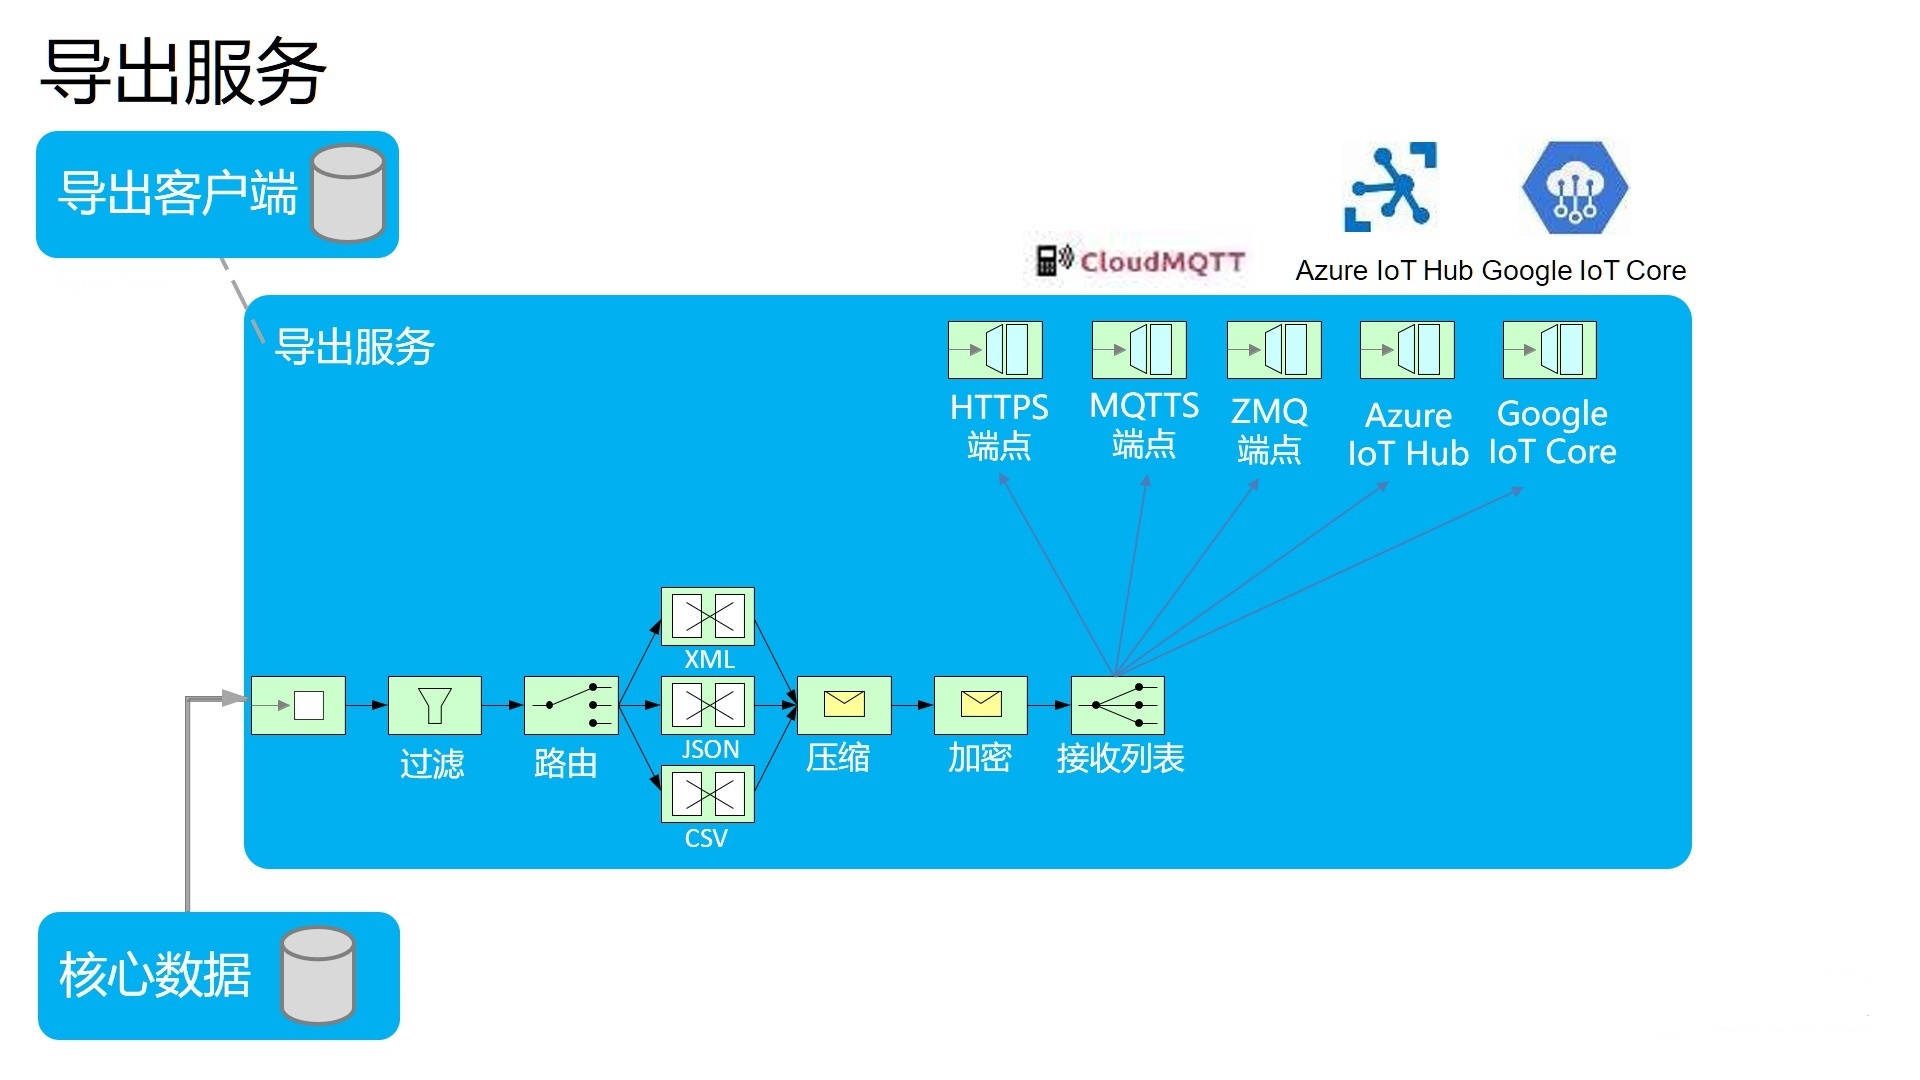 导出服务
导出客户端
CloudMQTT
Azure IoT Hub Google IoT Core
导出服务
HTTPS
端点
MQTTS
端点
ZMQ
端点
Azure
IoT Hub
Google
IoT Core
XML
JSON
CSV
过滤
路由
压缩
加密
接收列表
核心数据